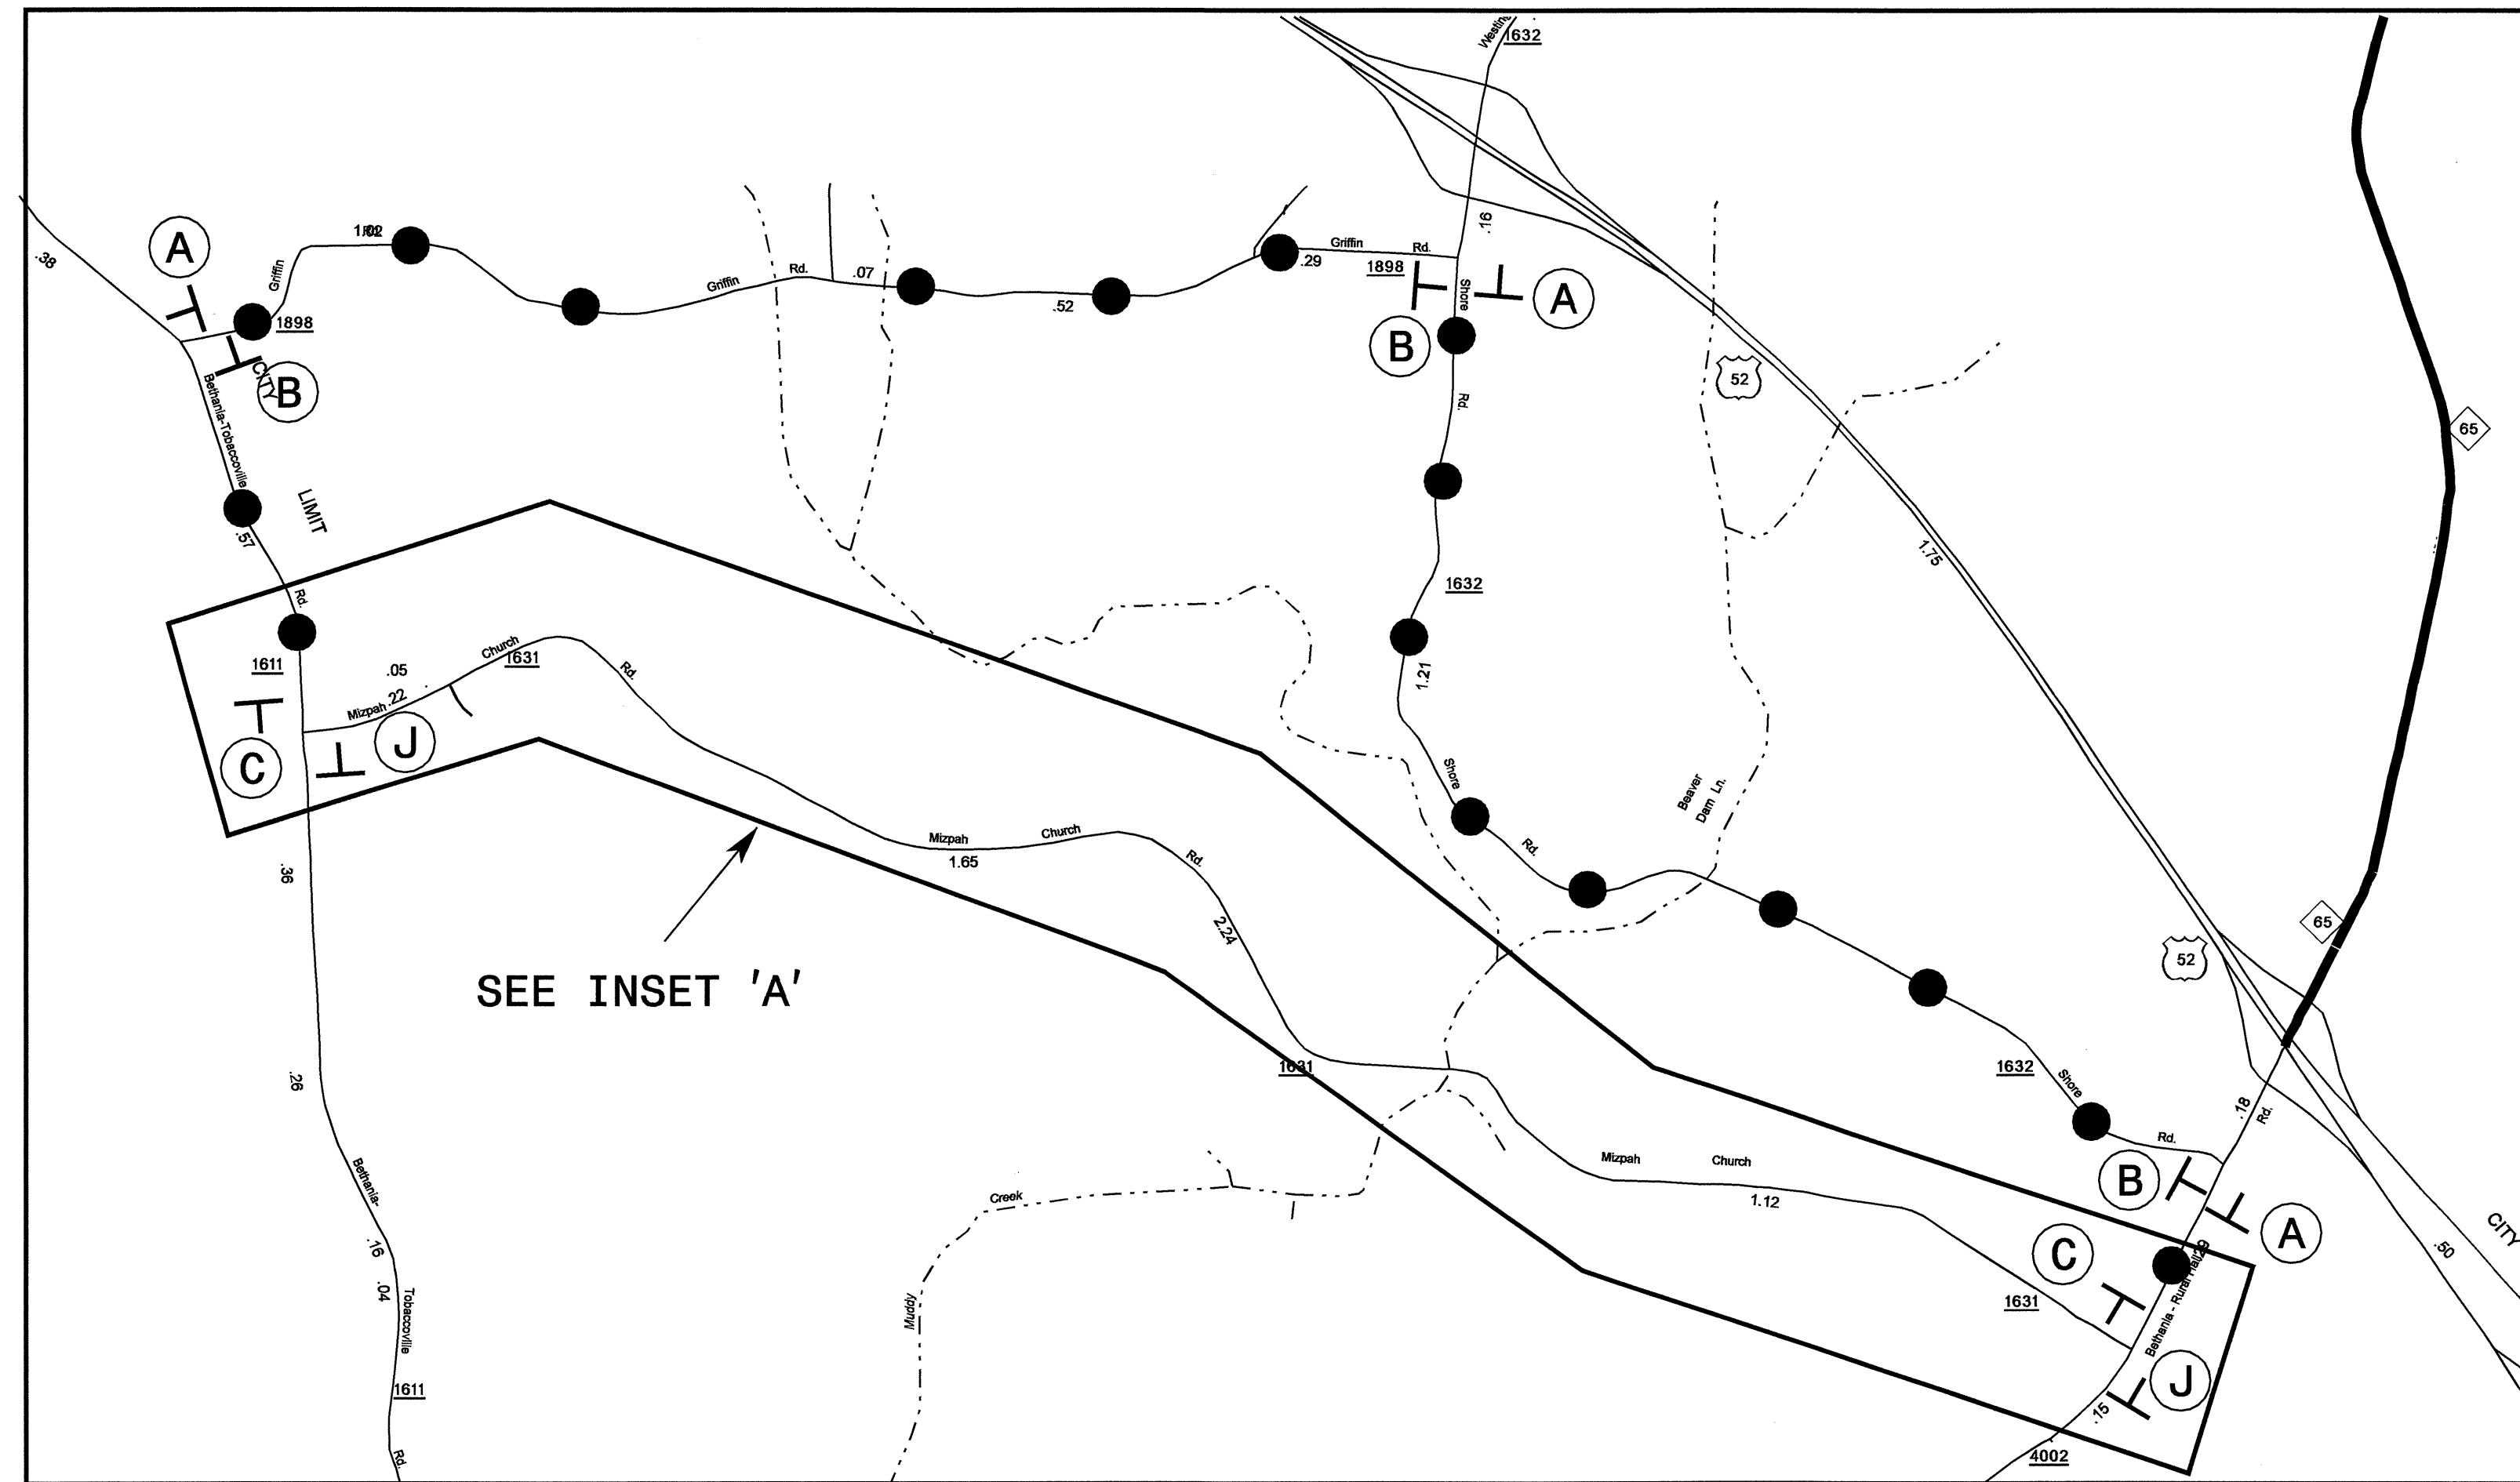 Westin
1632
.38
A
1.02
Rd.
Griffin
1898
B
CITY
Bethania-Tobaccoville
LIMIT
.57
Rd.
Griffin
Rd.
.07
.52
.29
Griffin
Rd.
1898
.16
Shore
A
B
Rd.
52
65
1632
1.75
1.21
1611
.05
.22
Mizpah
Church
1631
Rd.
C
J
Shore
Beaver
Dam Ln.
Rd.
Mizpah
Church
1.65
Rd.
.36
2.24
SEE INSET 'A'
65
52
1631
1632
Shore
.26
.18
Rd.
Rd.
Bethania-
.16
.04
Tobaccoville
1611
Rd.
Mizpah
Church
1.12
Creek
Muddy
B
A
C
CITY
.50
1631
.29
Bethania - Rural Hall
J
.15
4002